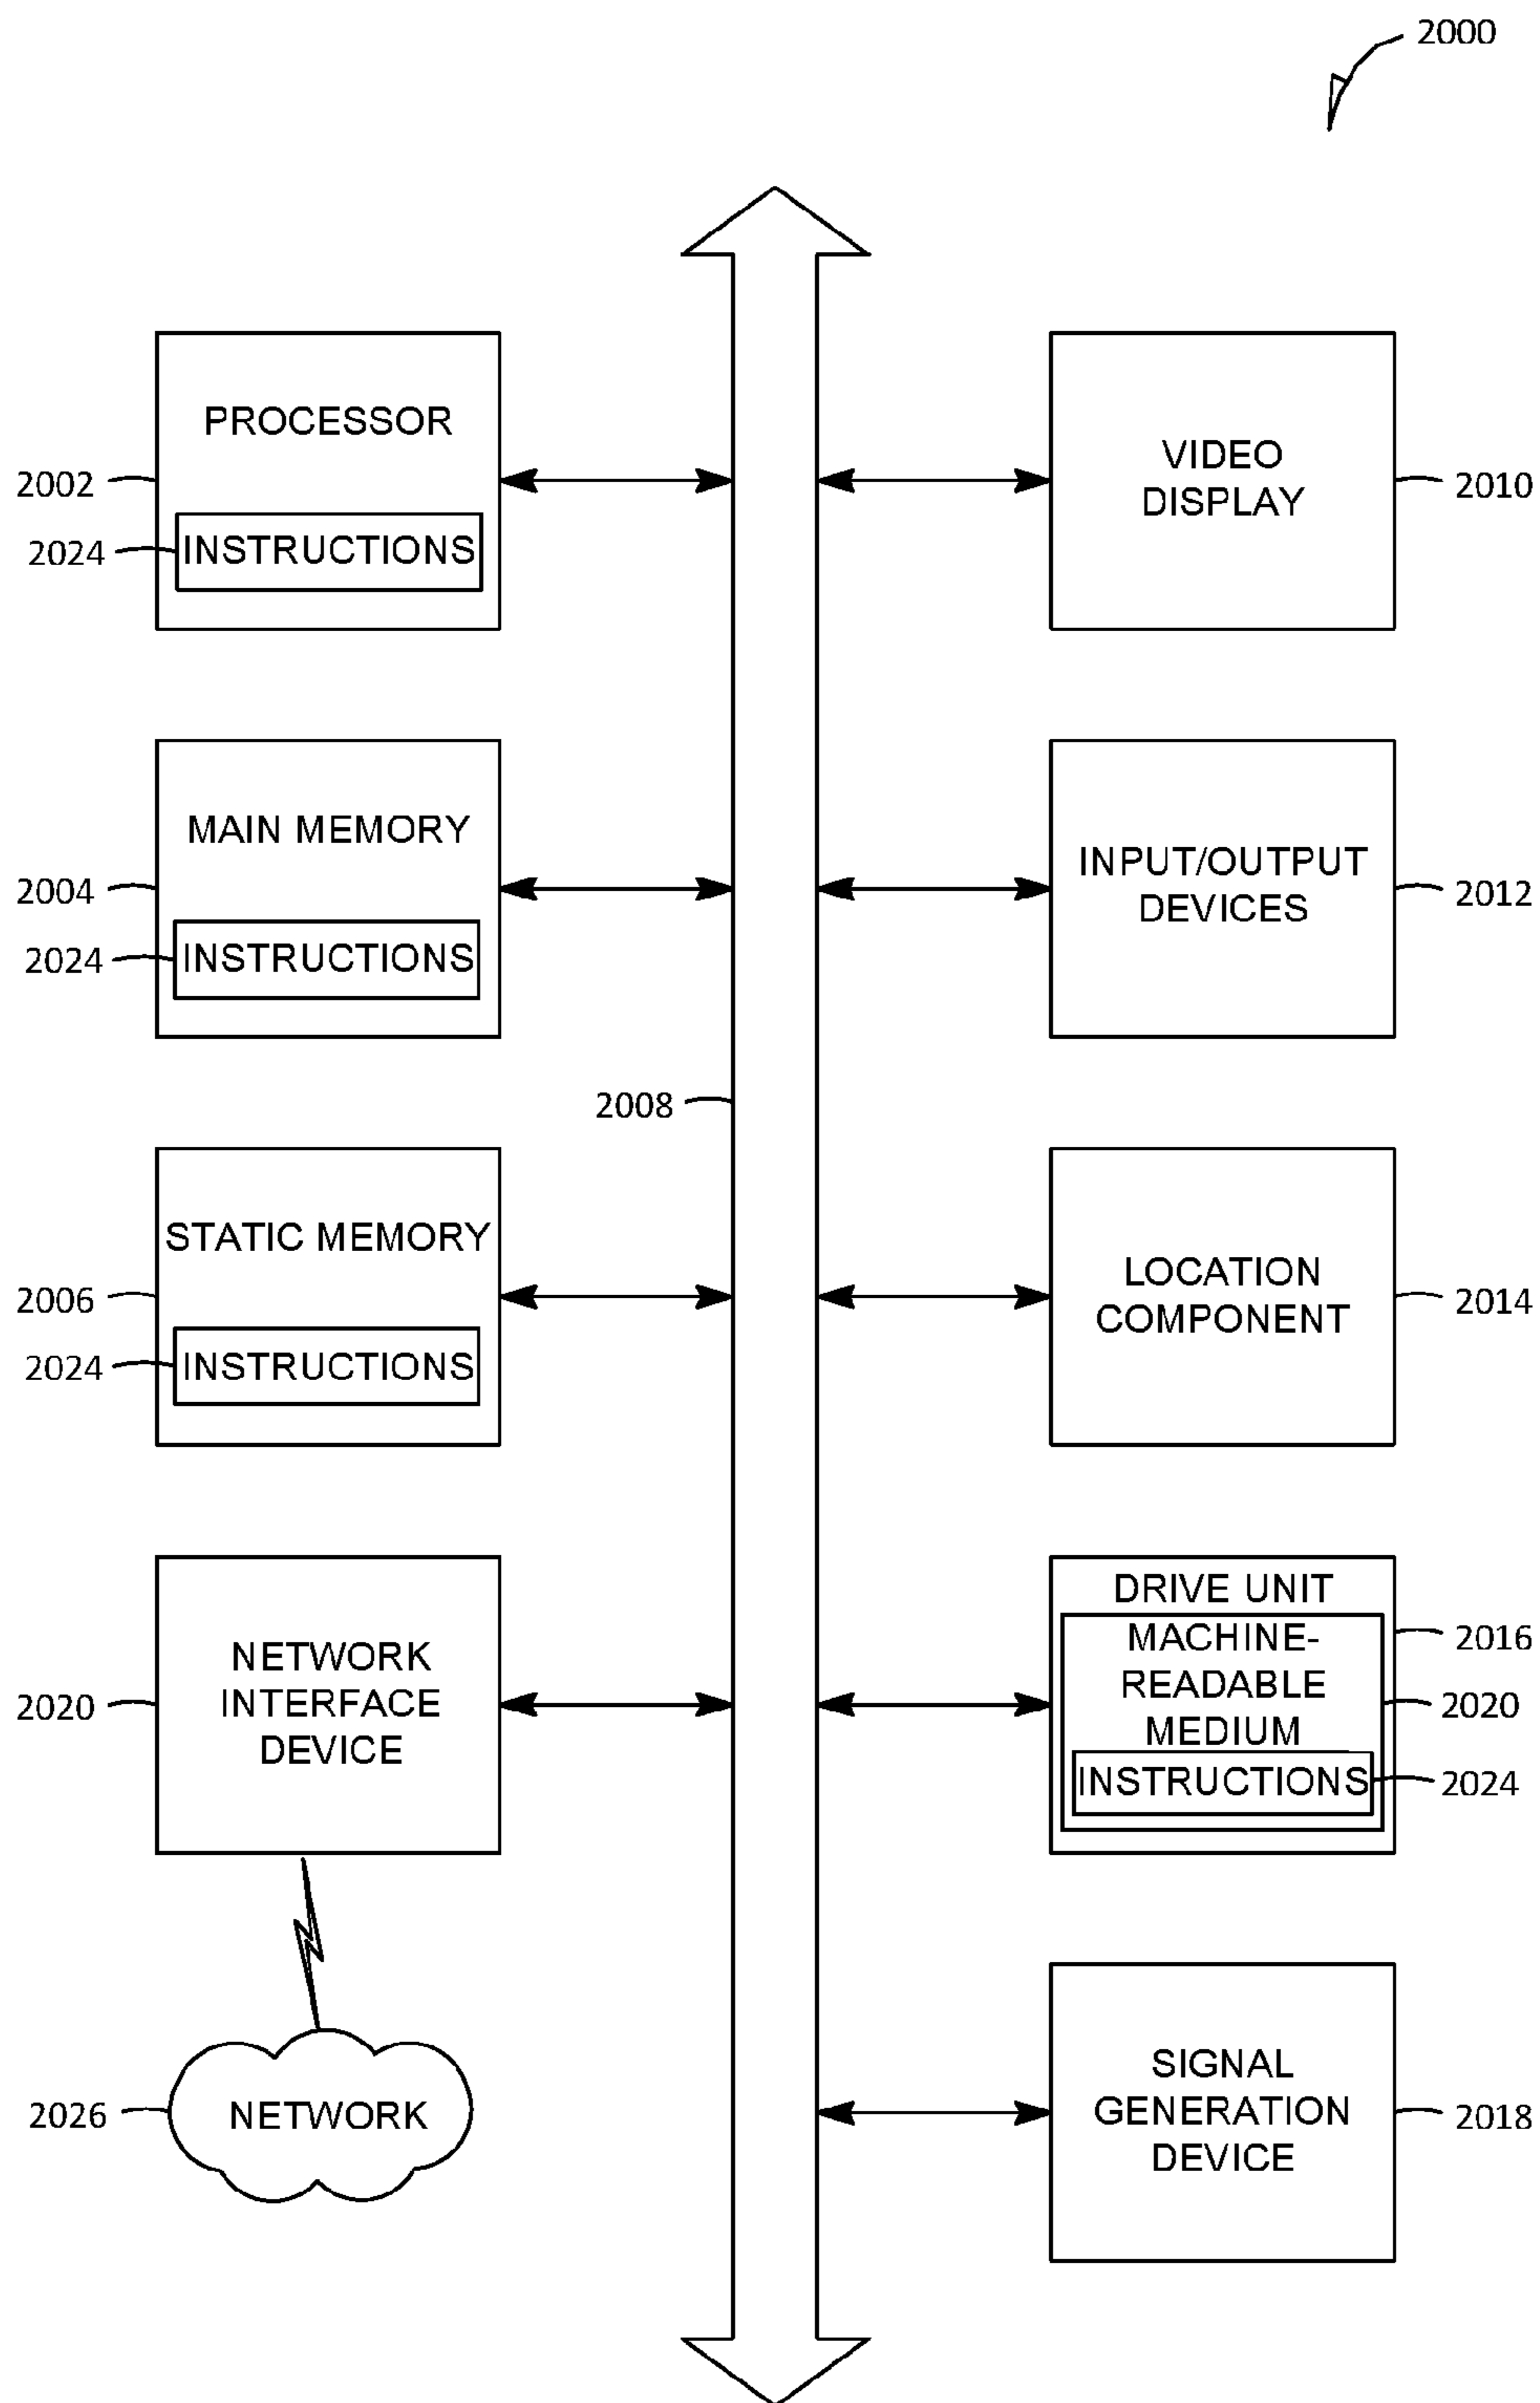 2000
PROCESSOR
2002
2024
INSTRUCTIONS
VIDEO
DISPLAY
2010
MAIN MEMORY
2004
2024
INSTRUCTIONS
INPUT/OUTPUT
DEVICES
2012
2008
STATIC MEMORY
2006
2024
INSTRUCTIONS
LOCATION
COMPONENT
2014
NETWORK
INTERFACE
DEVICE
2020
DRIVE UNIT
MACHINE-
READABLE
MEDIUM
INSTRUCTIONS
2016
2020
2024
2026
NETWORK
SIGNAL
GENERATION
DEVICE
2018